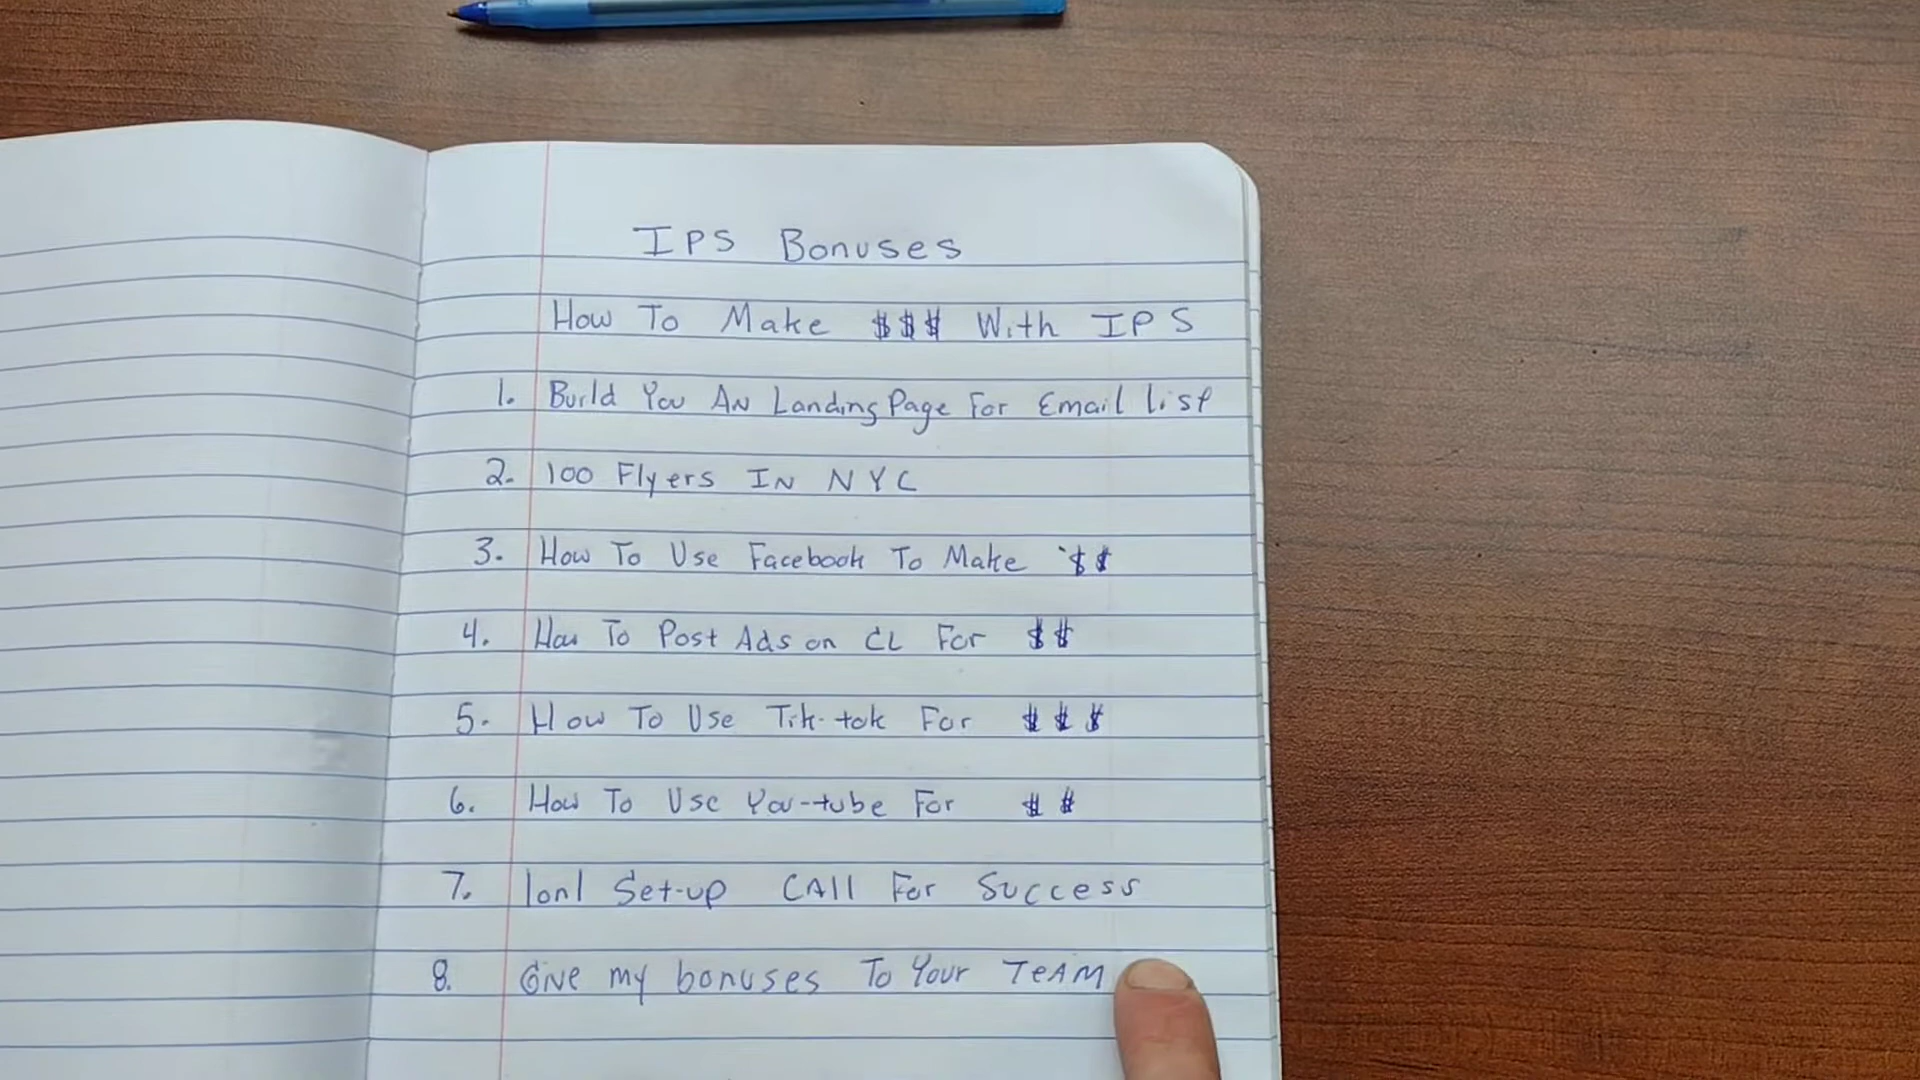 IPS Bonuses
How To Make $$$ With IPS
1. Build You AN Landing Page For Email list
2. 100 Flyers IN NYC
3. How To Use Facebook To Make $$
4. How To Post Ads on CL For $$
5. How To Use Tik-tok For $$$
6. How To Use You-tube For $$
7. 1on1 Set-up CAll For Success
8. Give my bonuses To Your TEAM